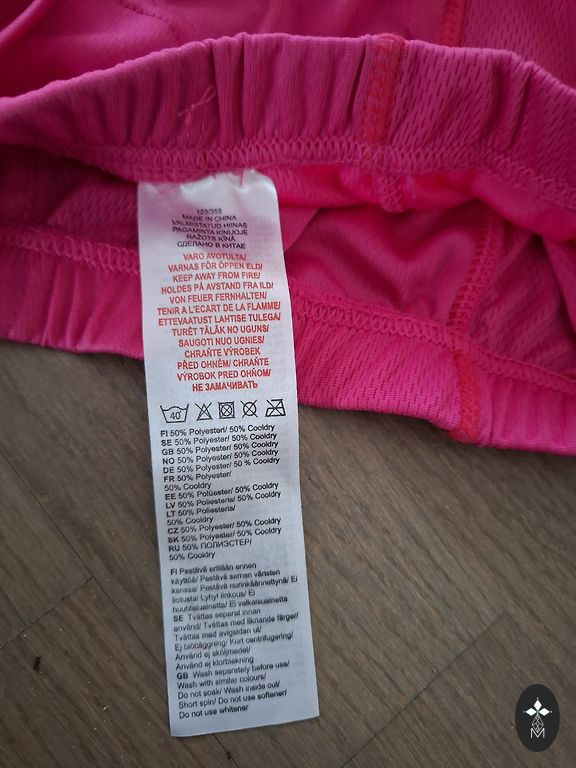 123/358
MADE IN CHINA
VALMISTATUD HIINAS
PAGAMINTA KINIJOJE
RAŽOTS ĶĪNĀ
СДЕЛАНО В КИТАЕ
VARO AVOTULTA/
VARNAS FÖR ÖPPEN ELD/
KEEP AWAY FROM FIRE/
HOLDES PÅ AVSTAND FRA ILD/
VON FEUER FERNHALTEN/
TENIR A L'ECART DE LA FLAMME/
ETTEVAATUST LAHTISE TULEGA/
TURĒT TĀLĀK NO UGUNS/
SAUGOTI NUO UGNIES/
CHRAŇTE VÝROBEK
PŘED OHNĚM/ CHRAŇTE
VÝROBOK PRED OHŇOM/
НЕ ЗАМАЧИВАТЬ
40
FI 50% Polyesteri/ 50% Cooldry
SE 50% Polyester/ 50% Cooldry
GB 50% Polyester/ 50% Cooldry
NO 50% Polyester/ 50% Cooldry
DE 50% Polyester/ 50 % Cooldry
FR 50% Polyester/
50% Cooldry
EE 50% Polüester/ 50% Cooldry
LV 50% Poliesteris/ 50% Cooldry
LT 50% Poliesteris/
50% Cooldry
CZ 50% Polyester/ 50% Cooldry
SK 50% Polyester/ 50% Cooldry
RU 50% ПОЛИЭСТЕР/
50% Cooldry
FI Pestävä erillään ennen
käyttöä/ Pestävä saman väristen
kanssa/ Pestävä nurinkäännettynä/ Ei
liotusta/ Lyhyt linkous/ Ei
huuhteluainetta/ Ei valkaisuainetta
SE Tvättas separat innan
använd/ Tvättas med liknande färger/
Tvättas med avigsidan ut/
Ej blöbläggning/ Kort centrifugering/
Använd ej sköljmedel/
Använd ej klorblekning
GB Wash separately before use/
Wash with similar colours/
Do not soak/ Wash inside out/
Short spin/ Do not use softener/
Do not use whitener
M